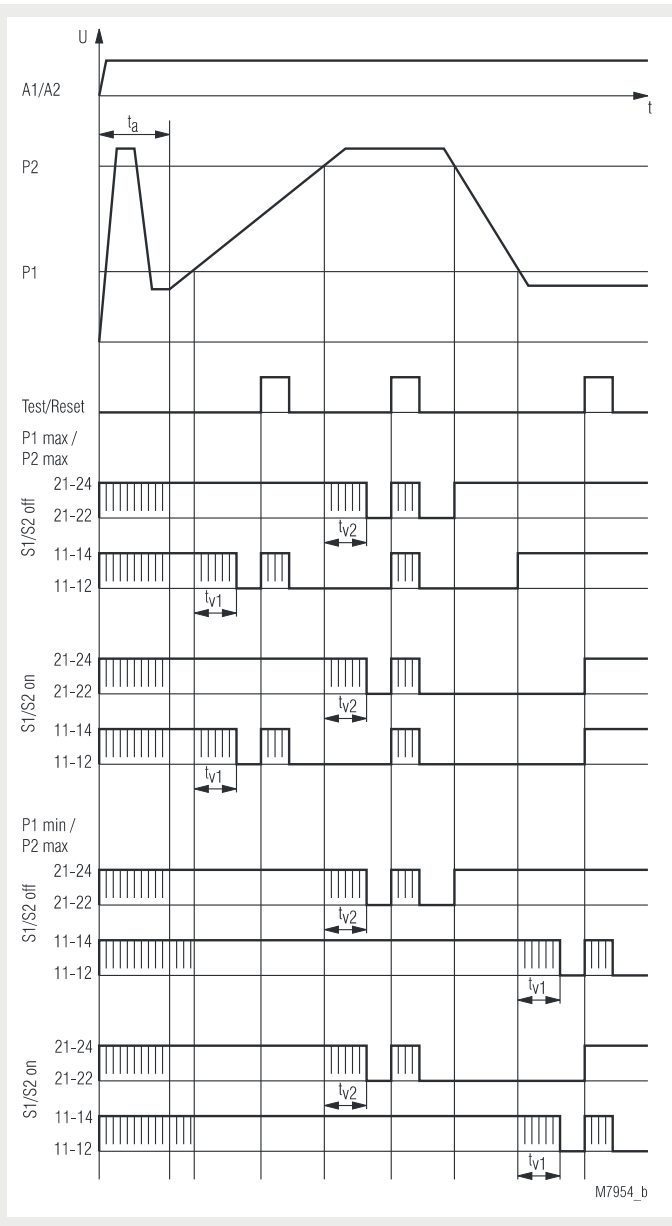 U
A1/A2
t
ta
P2
P1
Test/Reset
P1 max /
P2 max
S1/S2 off
21-24
21-22
tv2
11-14
11-12
tv1
S1/S2 on
21-24
21-22
tv2
11-14
11-12
tv1
P1 min /
P2 max
S1/S2 off
21-24
21-22
tv2
11-14
11-12
tv1
S1/S2 on
21-24
21-22
tv2
11-14
11-12
tv1
M7954_b